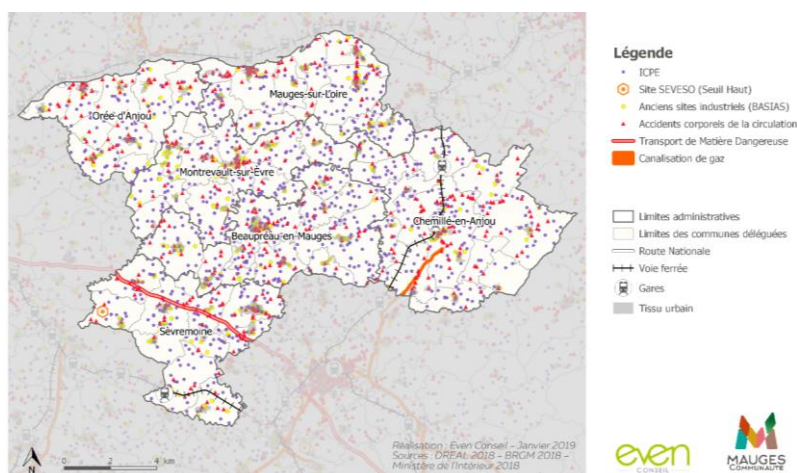 Orée-d'Anjou
Mauges-sur-Loire
Montrevault-sur-Èvre
Beaupréau-en-Mauges
Chemillé-en-Anjou
Sèvremoine
0 2 4 km
N
Réalisation : Even Conseil – Janvier 2019
Sources : DREAL 2018 – BRGM 2018 –
Ministère de l'Intérieur 2018
Légende
ICPE
Site SEVESO (Seuil Haut)
Anciens sites industriels (BASIAS)
Accidents corporels de la circulation
Transport de Matière Dangereuse
Canalisation de gaz
Limites administratives
Limites des communes déléguées
Route Nationale
Voie ferrée
Gares
Tissu urbain
even
CONSEIL
MAUGES
COMMUNAUTÉ